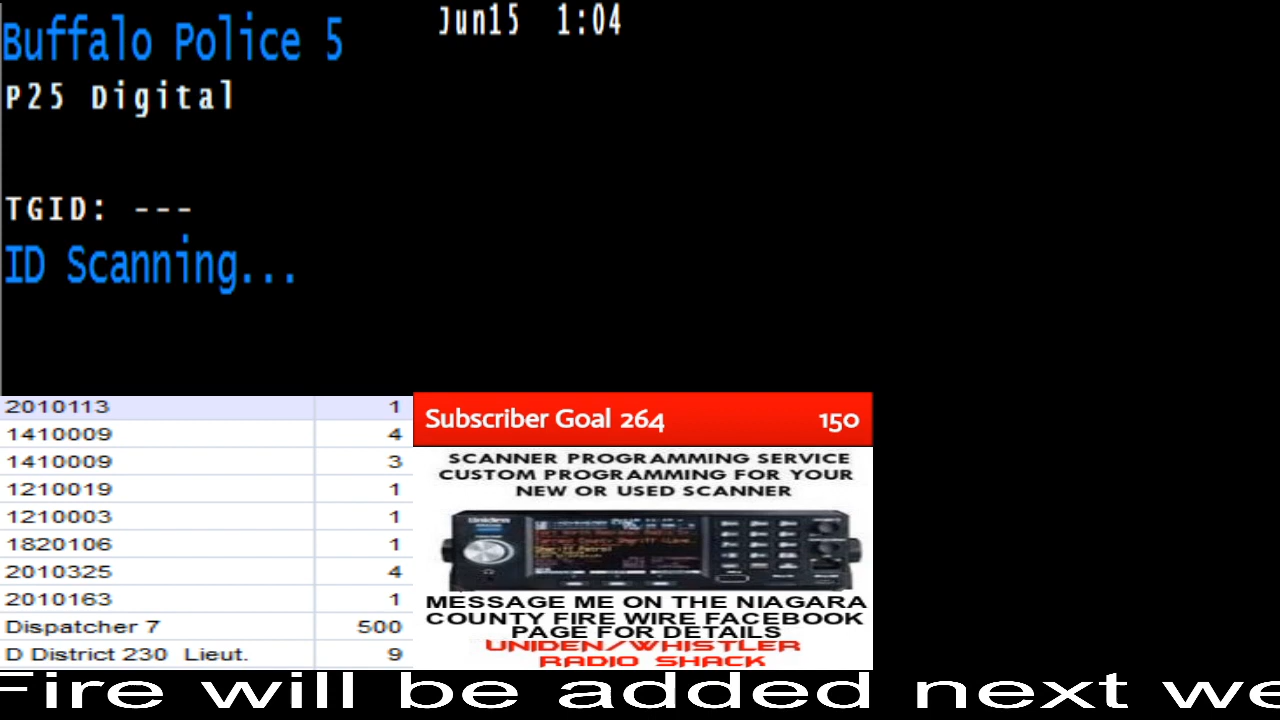 Buffalo Police 5
Jun15 1:04
P25 Digital
TGID: ---
ID Scanning...
2010113 1
1410009 4
1410009 3
1210019 1
1210003 1
1820106 1
2010325 4
2010163 1
Dispatcher 7 500
D District 230 Lieut. 9
Subscriber Goal 264 150
SCANNER PROGRAMMING SERVICE
CUSTOM PROGRAMMING FOR YOUR
NEW OR USED SCANNER
Uniden
MESSAGE ME ON THE NIAGARA
COUNTY FIRE WIRE FACEBOOK
PAGE FOR DETAILS
UNIDEN/WHISTLER
RADIO SHACK
Fire will be added next we